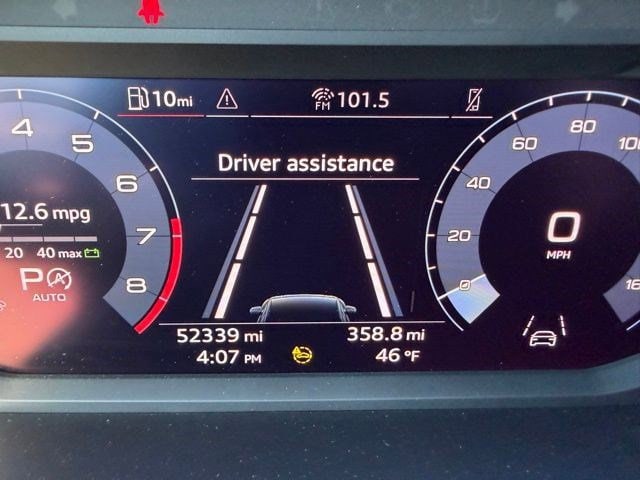 10mi FM 101.5
Driver assistance
4 5 6 7 8
12.6 mpg
20 40 max
P A
AUTO
0 20 40 60 80 100
0
MPH
52339 mi 358.8 mi
4:07 PM 46 °F